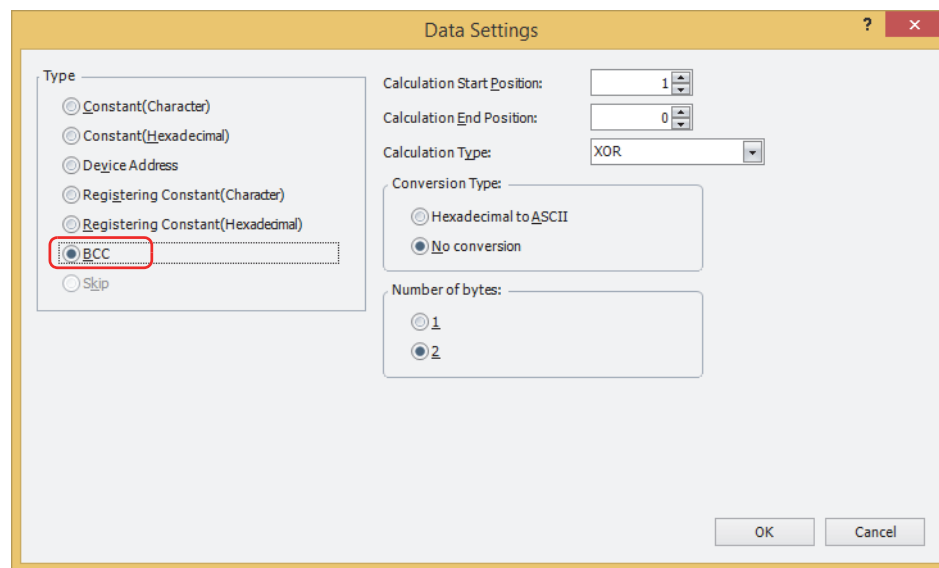 Data Settings
?
Type
Constant(Character)
Constant(Hexadecimal)
Device Address
Registering Constant(Character)
Registering Constant(Hexadecimal)
BCC
Skip
Calculation Start Position: 1
Calculation End Position: 0
Calculation Type: XOR
Conversion Type:
Hexadecimal to ASCII
No conversion
Number of bytes:
1
2
OK Cancel